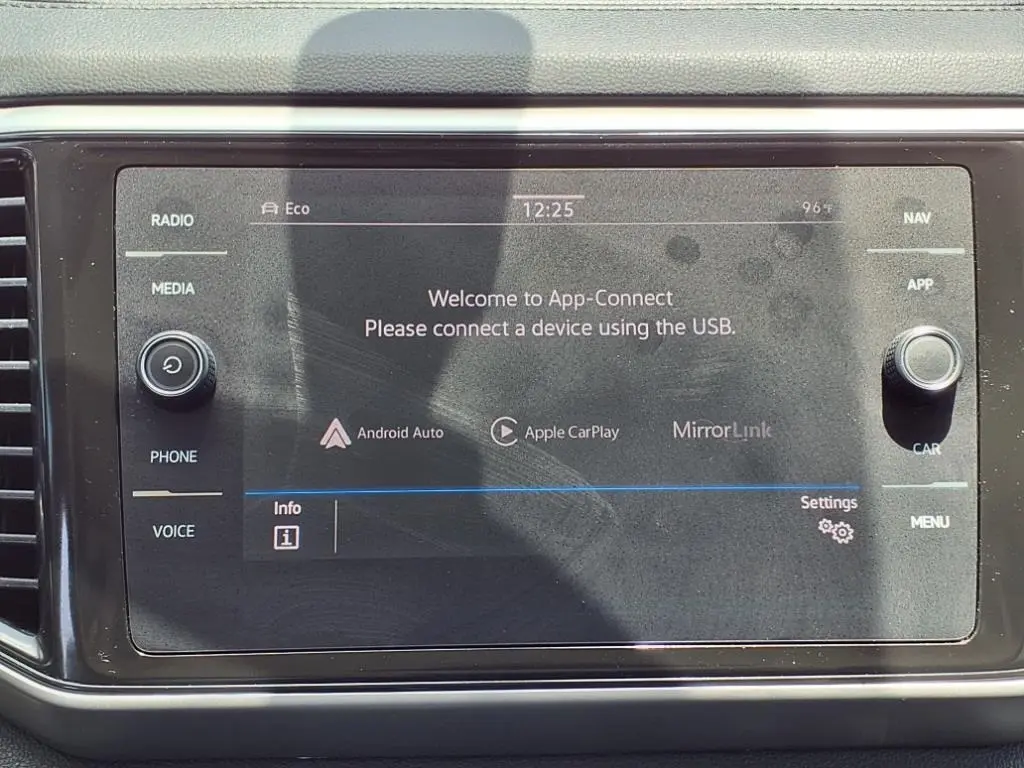 RADIO
Eco
12:25
96°F
NAV
MEDIA
APP
Welcome to App-Connect
Please connect a device using the USB.
Android Auto
Apple CarPlay
MirrorLink
PHONE
CAR
Info
Settings
VOICE
MENU